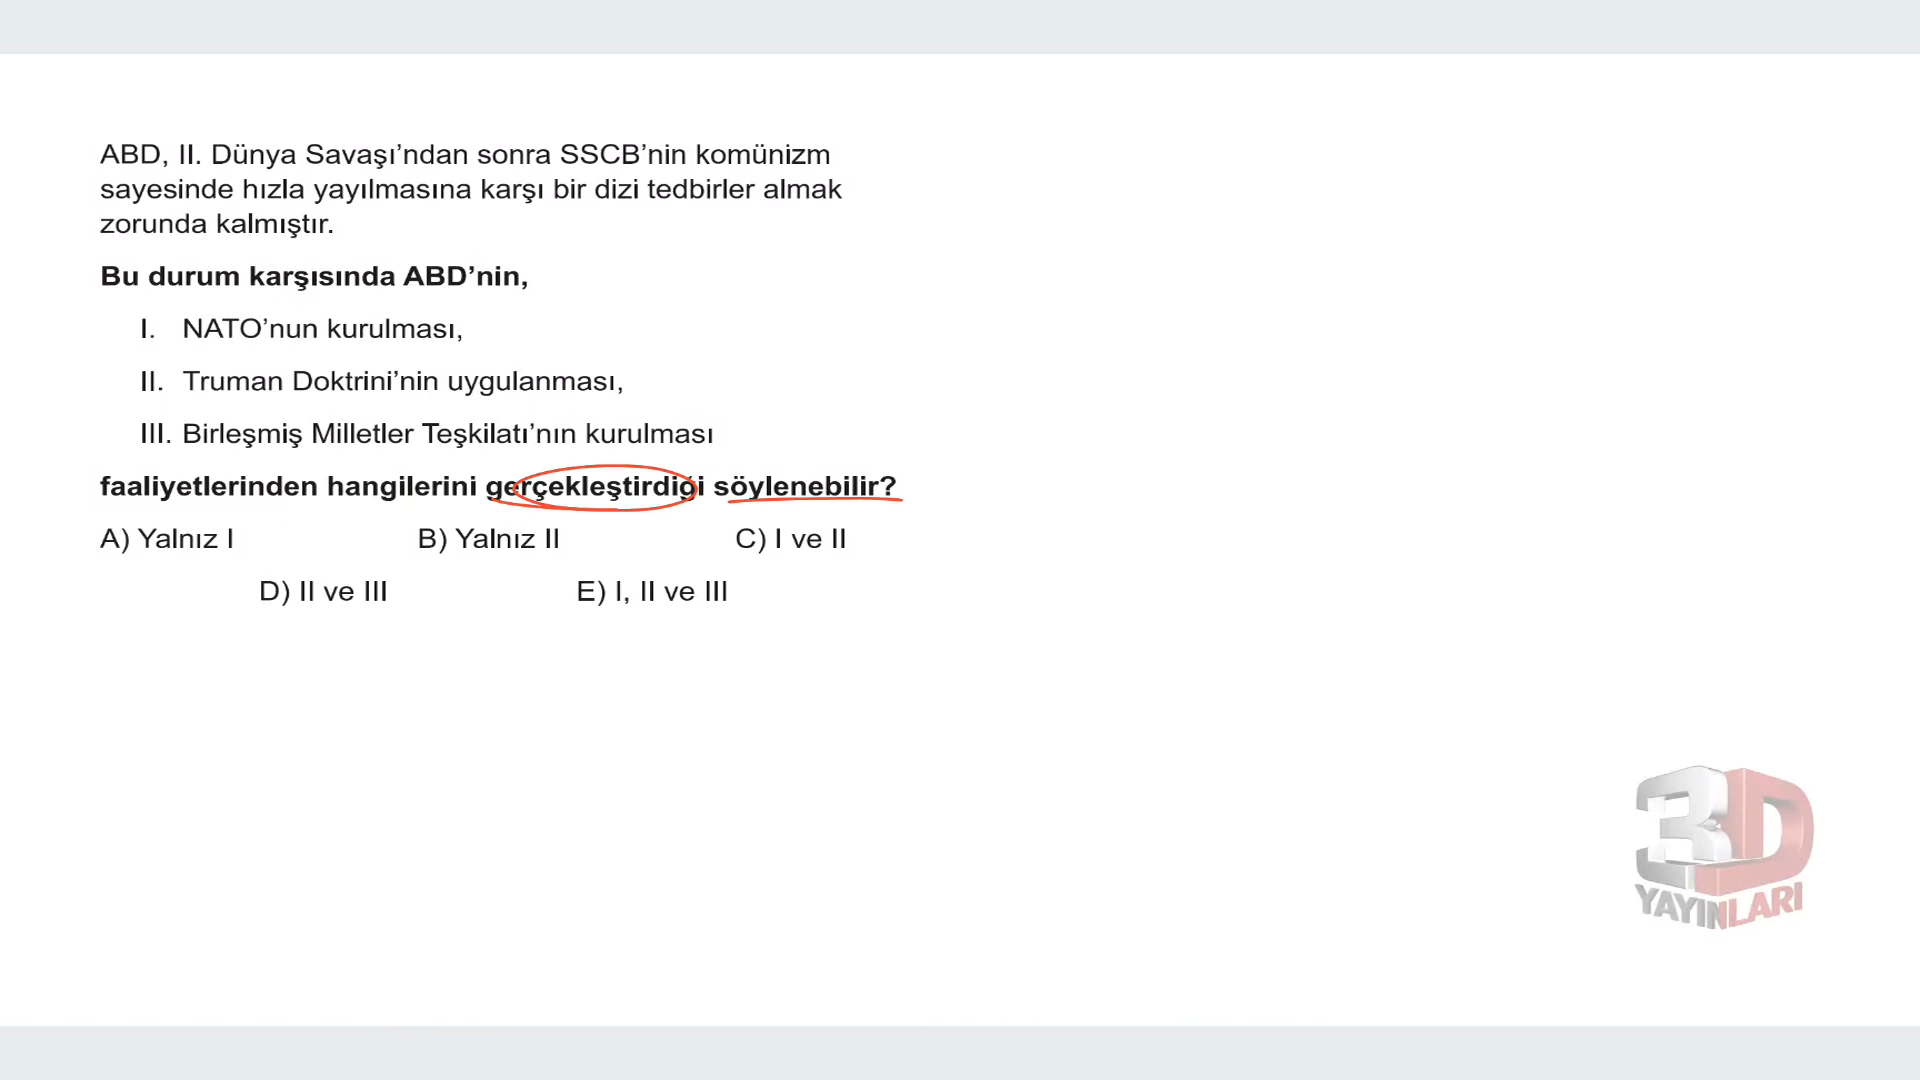 ABD, II. Dünya Savaşı’ndan sonra SSCB’nin komünizm
sayesinde hızla yayılmasına karşı bir dizi tedbirler almak
zorunda kalmıştır.
Bu durum karşısında ABD’nin,
I. NATO’nun kurulması,
II. Truman Doktrini’nin uygulanması,
III. Birleşmiş Milletler Teşkilatı’nın kurulması
faaliyetlerinden hangilerini gerçekleştirdiği söylenebilir?
A) Yalnız I B) Yalnız II C) I ve II
D) II ve III E) I, II ve III
3D
YAYINLARI